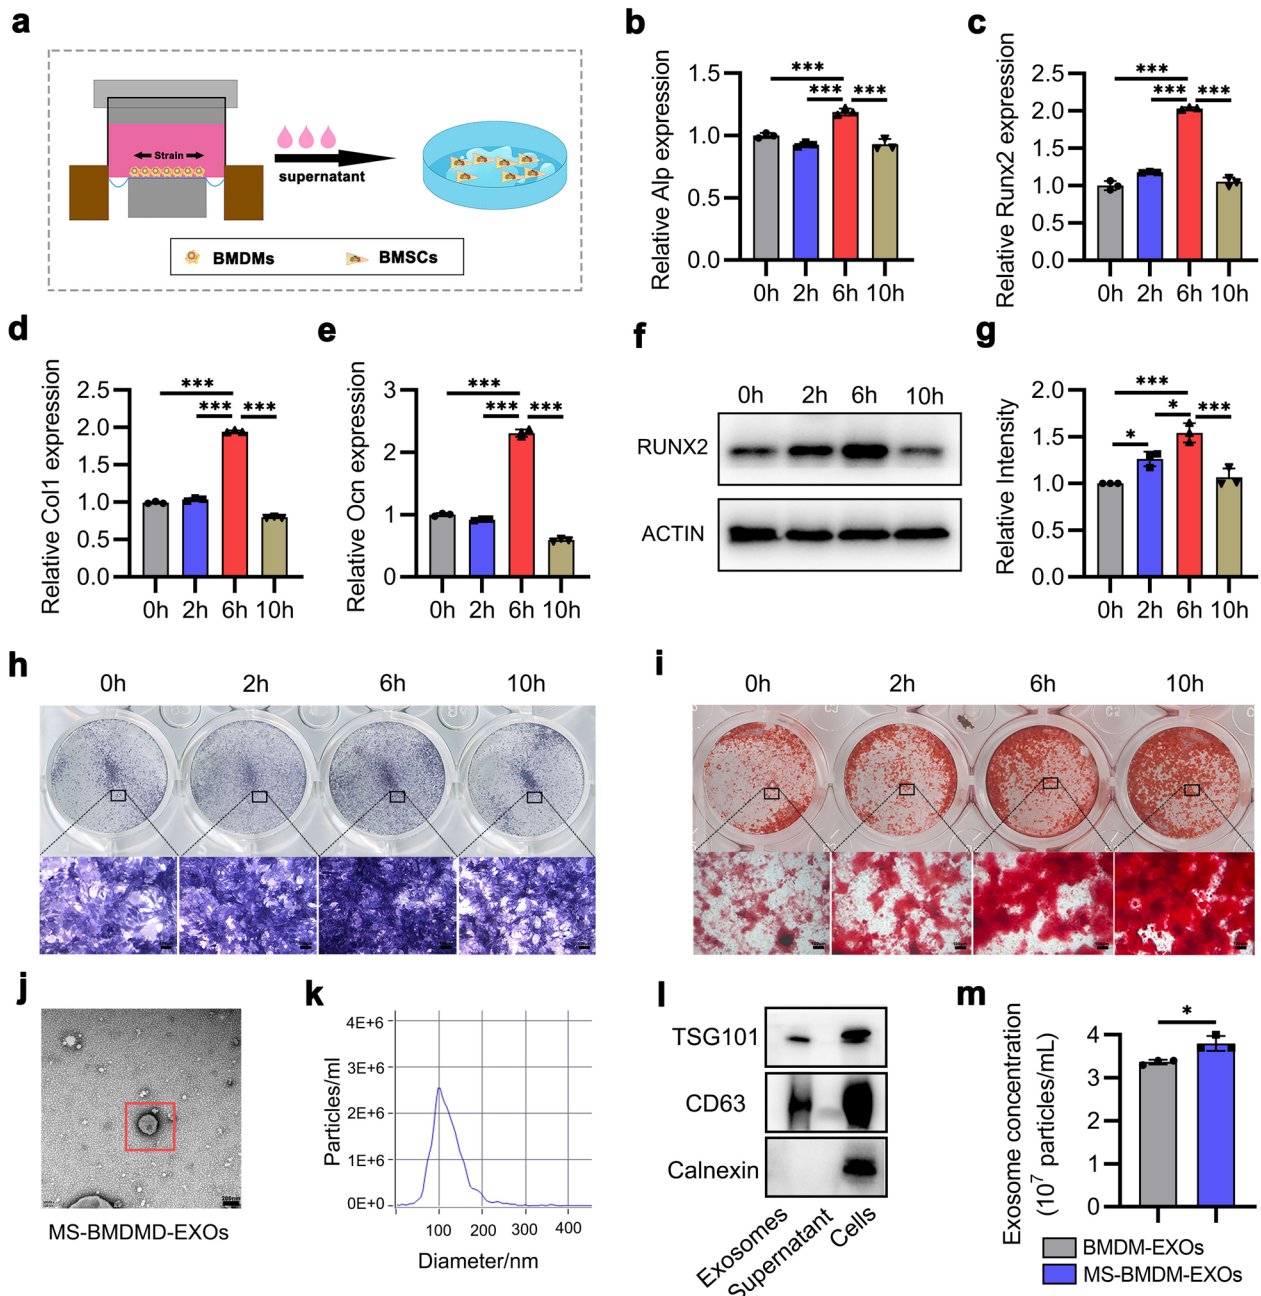 a
Strain
supernatant
BMDMs
BMSCs
b
Relative Alp expression
1.5
1.0
0.5
0.0
***
*** ***
0h 2h 6h 10h
c
Relative Runx2 expression
2.5
2.0
1.5
1.0
0.5
0.0
***
*** ***
0h 2h 6h 10h
d
Relative Col1 expression
2.5
2.0
1.5
1.0
0.5
0.0
***
*** ***
0h 2h 6h 10h
e
Relative Ocn expression
3
2
1
0
***
*** ***
0h 2h 6h 10h
f
0h 2h 6h 10h
RUNX2
ACTIN
g
Relative Intensity
2.0
1.5
1.0
0.5
0.0
***
* ***
*
0h 2h 6h 10h
h
0h 2h 6h 10h
i
0h 2h 6h 10h
j
200nm
MS-BMDMD-EXOs
k
Particles/ml
4E+6
3E+6
2E+6
1E+6
0E+0
100 200 300 400
Diameter/nm
l
TSG101
CD63
Calnexin
Exosomes
Supernatant
Cells
m
Exosome concentration
(10⁷ particles/mL)
4
3
2
1
0
*
BMDM-EXOs
MS-BMDM-EXOs